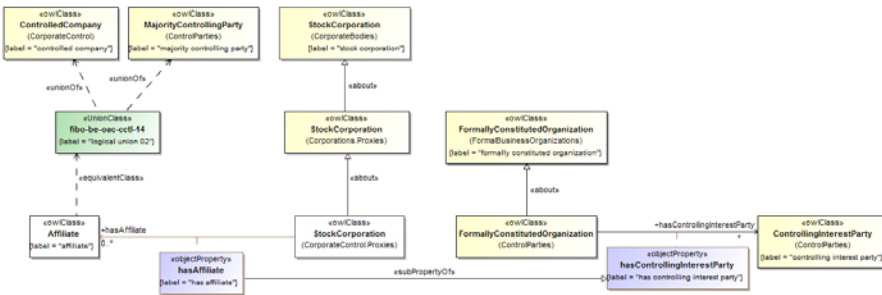 «owlClass»
ControlledCompany
(CorporateControl)
[label = "controlled company"]
«owlClass»
MajorityControllingParty
(ControlParties)
[label = "majority controlling party"]
«owlClass»
StockCorporation
(CorporateBodies)
[label = "stock corporation"]
«unionOf»
«unionOf»
«about»
«UnionClass»
fibo-be-oac-cctl-14
[label = "loginal union 02"]
«owlClass»
StockCorporation
(Corporations.Proxies)
«owlClass»
FormallyConstitutedOrganization
(FormalBusinessOrganizations)
[label = "formally constituted organization"]
«equivalentClass»
«about»
«about»
«owlClass»
Affiliate
[label = "affiliate"]
+hasAffiliate
0..*
«owlClass»
StockCorporation
(CorporateControl.Proxies)
«owlClass»
FormallyConstitutedOrganization
(ControlParties)
+hasControllingInterestParty
*
«owlClass»
ControllingInterestParty
(ControlParties)
[label = "controlling interest party"]
«objectProperty»
hasAffiliate
[label = "has affiliate"]
«subPropertyOf»
«objectProperty»
hasControllingInterestParty
[label = "has controlling interest party"]